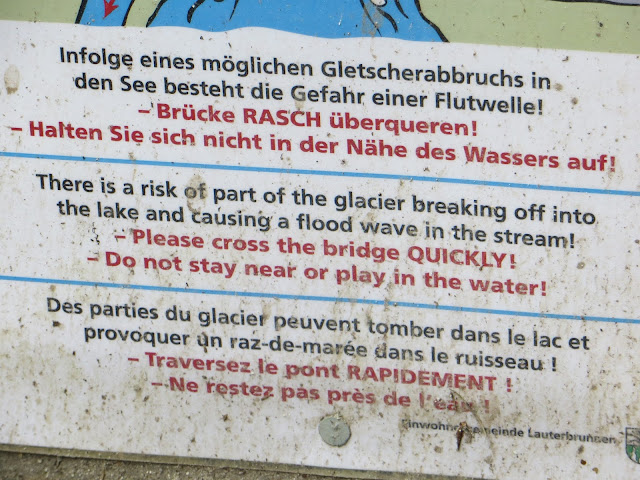 Infolge eines möglichen Gletscherabbruchs in
den See besteht die Gefahr einer Flutwelle!
– Brücke RASCH überqueren!
– Halten Sie sich nicht in der Nähe des Wassers auf!
There is a risk of part of the glacier breaking off into
the lake and causing a flood wave in the stream!
– Please cross the bridge QUICKLY!
– Do not stay near or play in the water!
Des parties du glacier peuvent tomber dans le lac et
provoquer un raz-de-marée dans le ruisseau !
– Traversez le pont RAPIDEMENT !
– Ne restez pas près de l'eau !
Einwohnergemeinde Lauterbrunnen